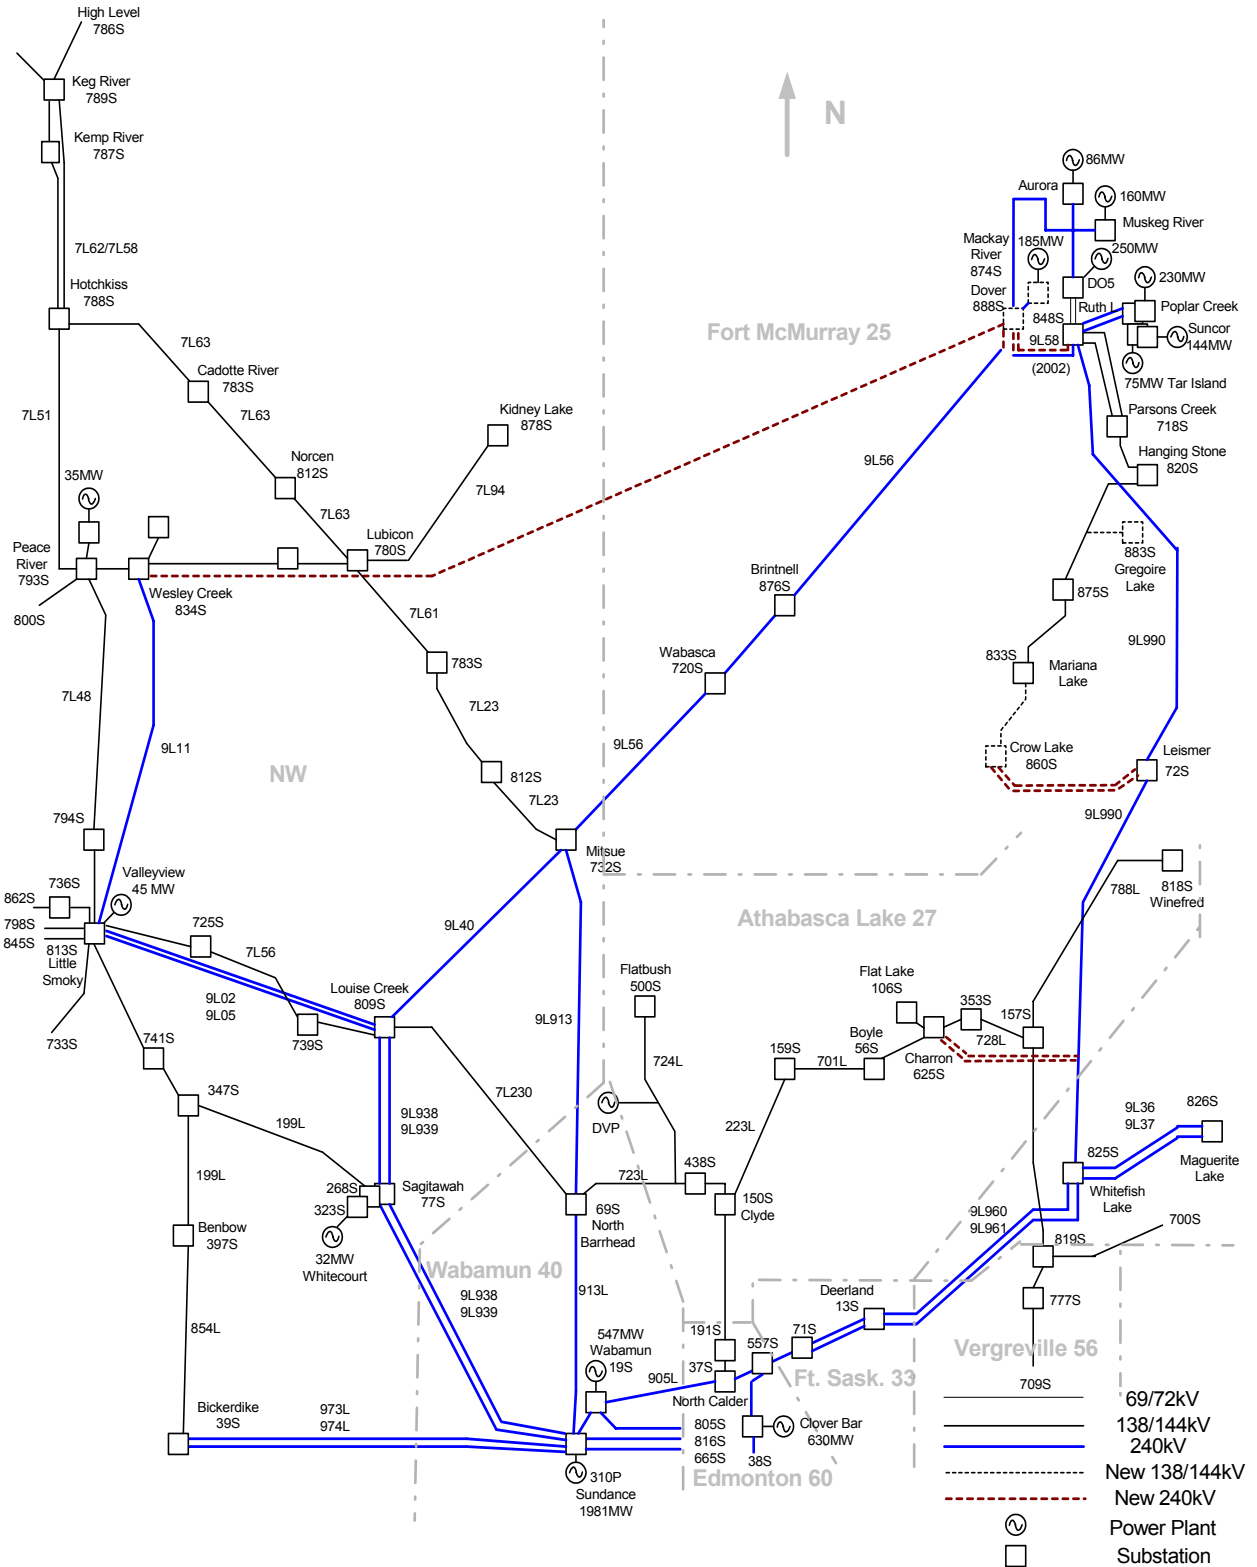 High Level
786S
Keg River
789S
Kemp River
787S
7L62/7L58
Hotchkiss
788S
7L63
Cadotte River
783S
7L63
7L51
Norcen
812S
7L63
35MW
Peace
River
793S
800S
Wesley Creek
834S
Lubicon
780S
Kidney Lake
878S
7L94
7L61
783S
7L23
812S
7L23
7L48
9L11
NW
794S
Valleyview
45 MW
736S
862S
798S
845S
813S
Little
Smoky
733S
725S
7L56
9L02
9L05
739S
Louise Creek
809S
9L40
Mitsue
732S
9L56
Wabasca
720S
Brintnell
876S
9L56
N
Fort McMurray 25
86MW
Aurora
160MW
Muskeg River
Mackay
River
874S
185MW
250MW
DO5
Dover
888S
848S
Ruth L
230MW
Poplar Creek
Suncor
144MW
9L58
(2002)
75MW Tar Island
Parsons Creek
718S
Hanging Stone
820S
883S
Gregoire
Lake
875S
833S
Mariana
Lake
9L990
Crow Lake
860S
Leismer
72S
9L990
788L
818S
Winefred
Athabasca Lake 27
Flatbush
500S
724L
DVP
9L913
7L230
Flat Lake
106S
353S
157S
728L
Charron
625S
Boyle
56S
701L
159S
223L
741S
347S
199L
199L
9L938
9L939
268S
323S
Sagitawah
77S
32MW
Whitecourt
Benbow
397S
854L
Bickerdike
39S
973L
974L
Wabamun 40
9L938
9L939
69S
North
Barrhead
723L
438S
150S
Clyde
913L
547MW
Wabamun
19S
905L
191S
37S
North Calder
557S
71S
Deerland
13S
9L960
9L961
825S
Whitefish
Lake
9L36
9L37
826S
Maguerite
Lake
700S
819S
777S
709S
Vergreville 56
Ft. Sask. 33
Clover Bar
630MW
38S
Edmonton 60
805S
816S
665S
310P
Sundance
1981MW
69/72kV
138/144kV
240kV
New 138/144kV
New 240kV
Power Plant
Substation